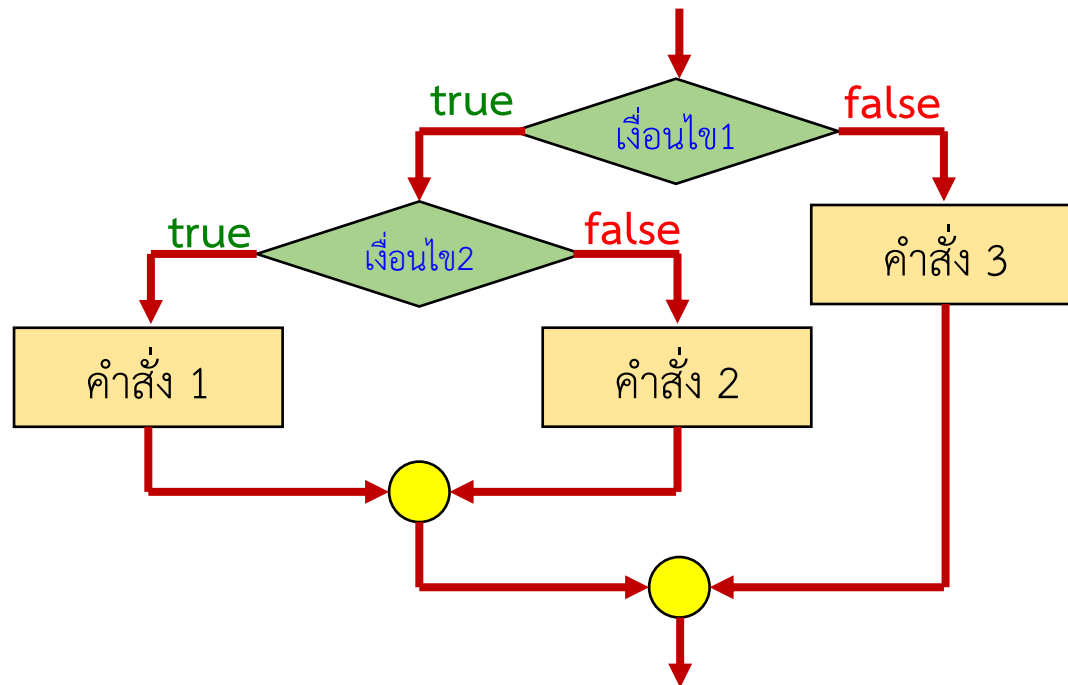 true
false
เงื่อนไข1
true
false
เงื่อนไข2
คำสั่ง 3
คำสั่ง 1
คำสั่ง 2